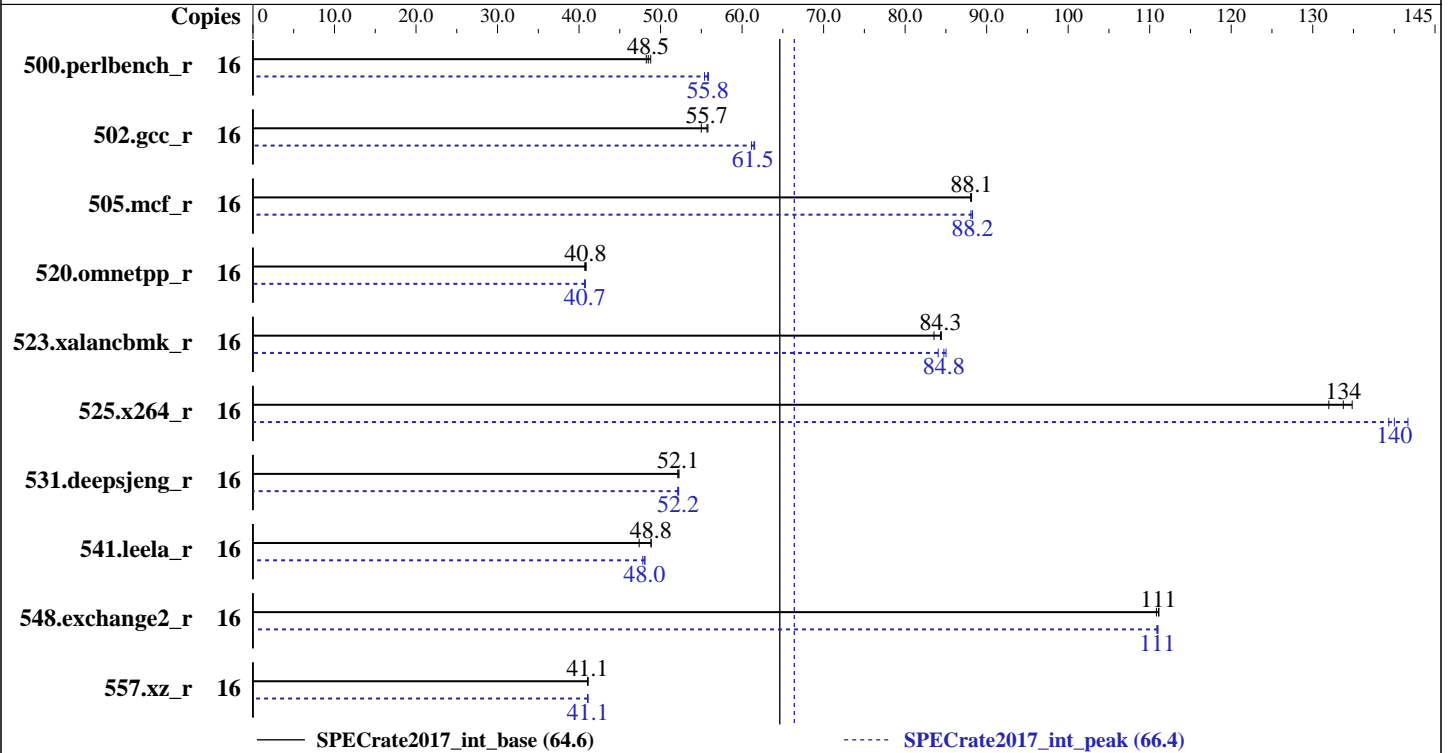 Copies 0 10.0 20.0 30.0 40.0 50.0 60.0 70.0 80.0 90.0 100 110 120 130 145
48.5
500.perlbench_r 16
55.8
55.7
502.gcc_r 16
61.5
88.1
505.mcf_r 16
88.2
40.8
520.omnetpp_r 16
40.7
84.3
523.xalancbmk_r 16
84.8
134
525.x264_r 16
140
52.1
531.deepsjeng_r 16
52.2
48.8
541.leela_r 16
48.0
111
548.exchange2_r 16
111
41.1
557.xz_r 16
41.1
SPECrate2017_int_base (64.6) SPECrate2017_int_peak (66.4)